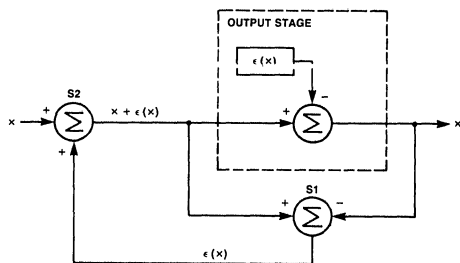 OUTPUT STAGE
ϵ (x)
−
S2
x + ϵ (x)
x
+
+
x
+
S1
+
−
ϵ (x)